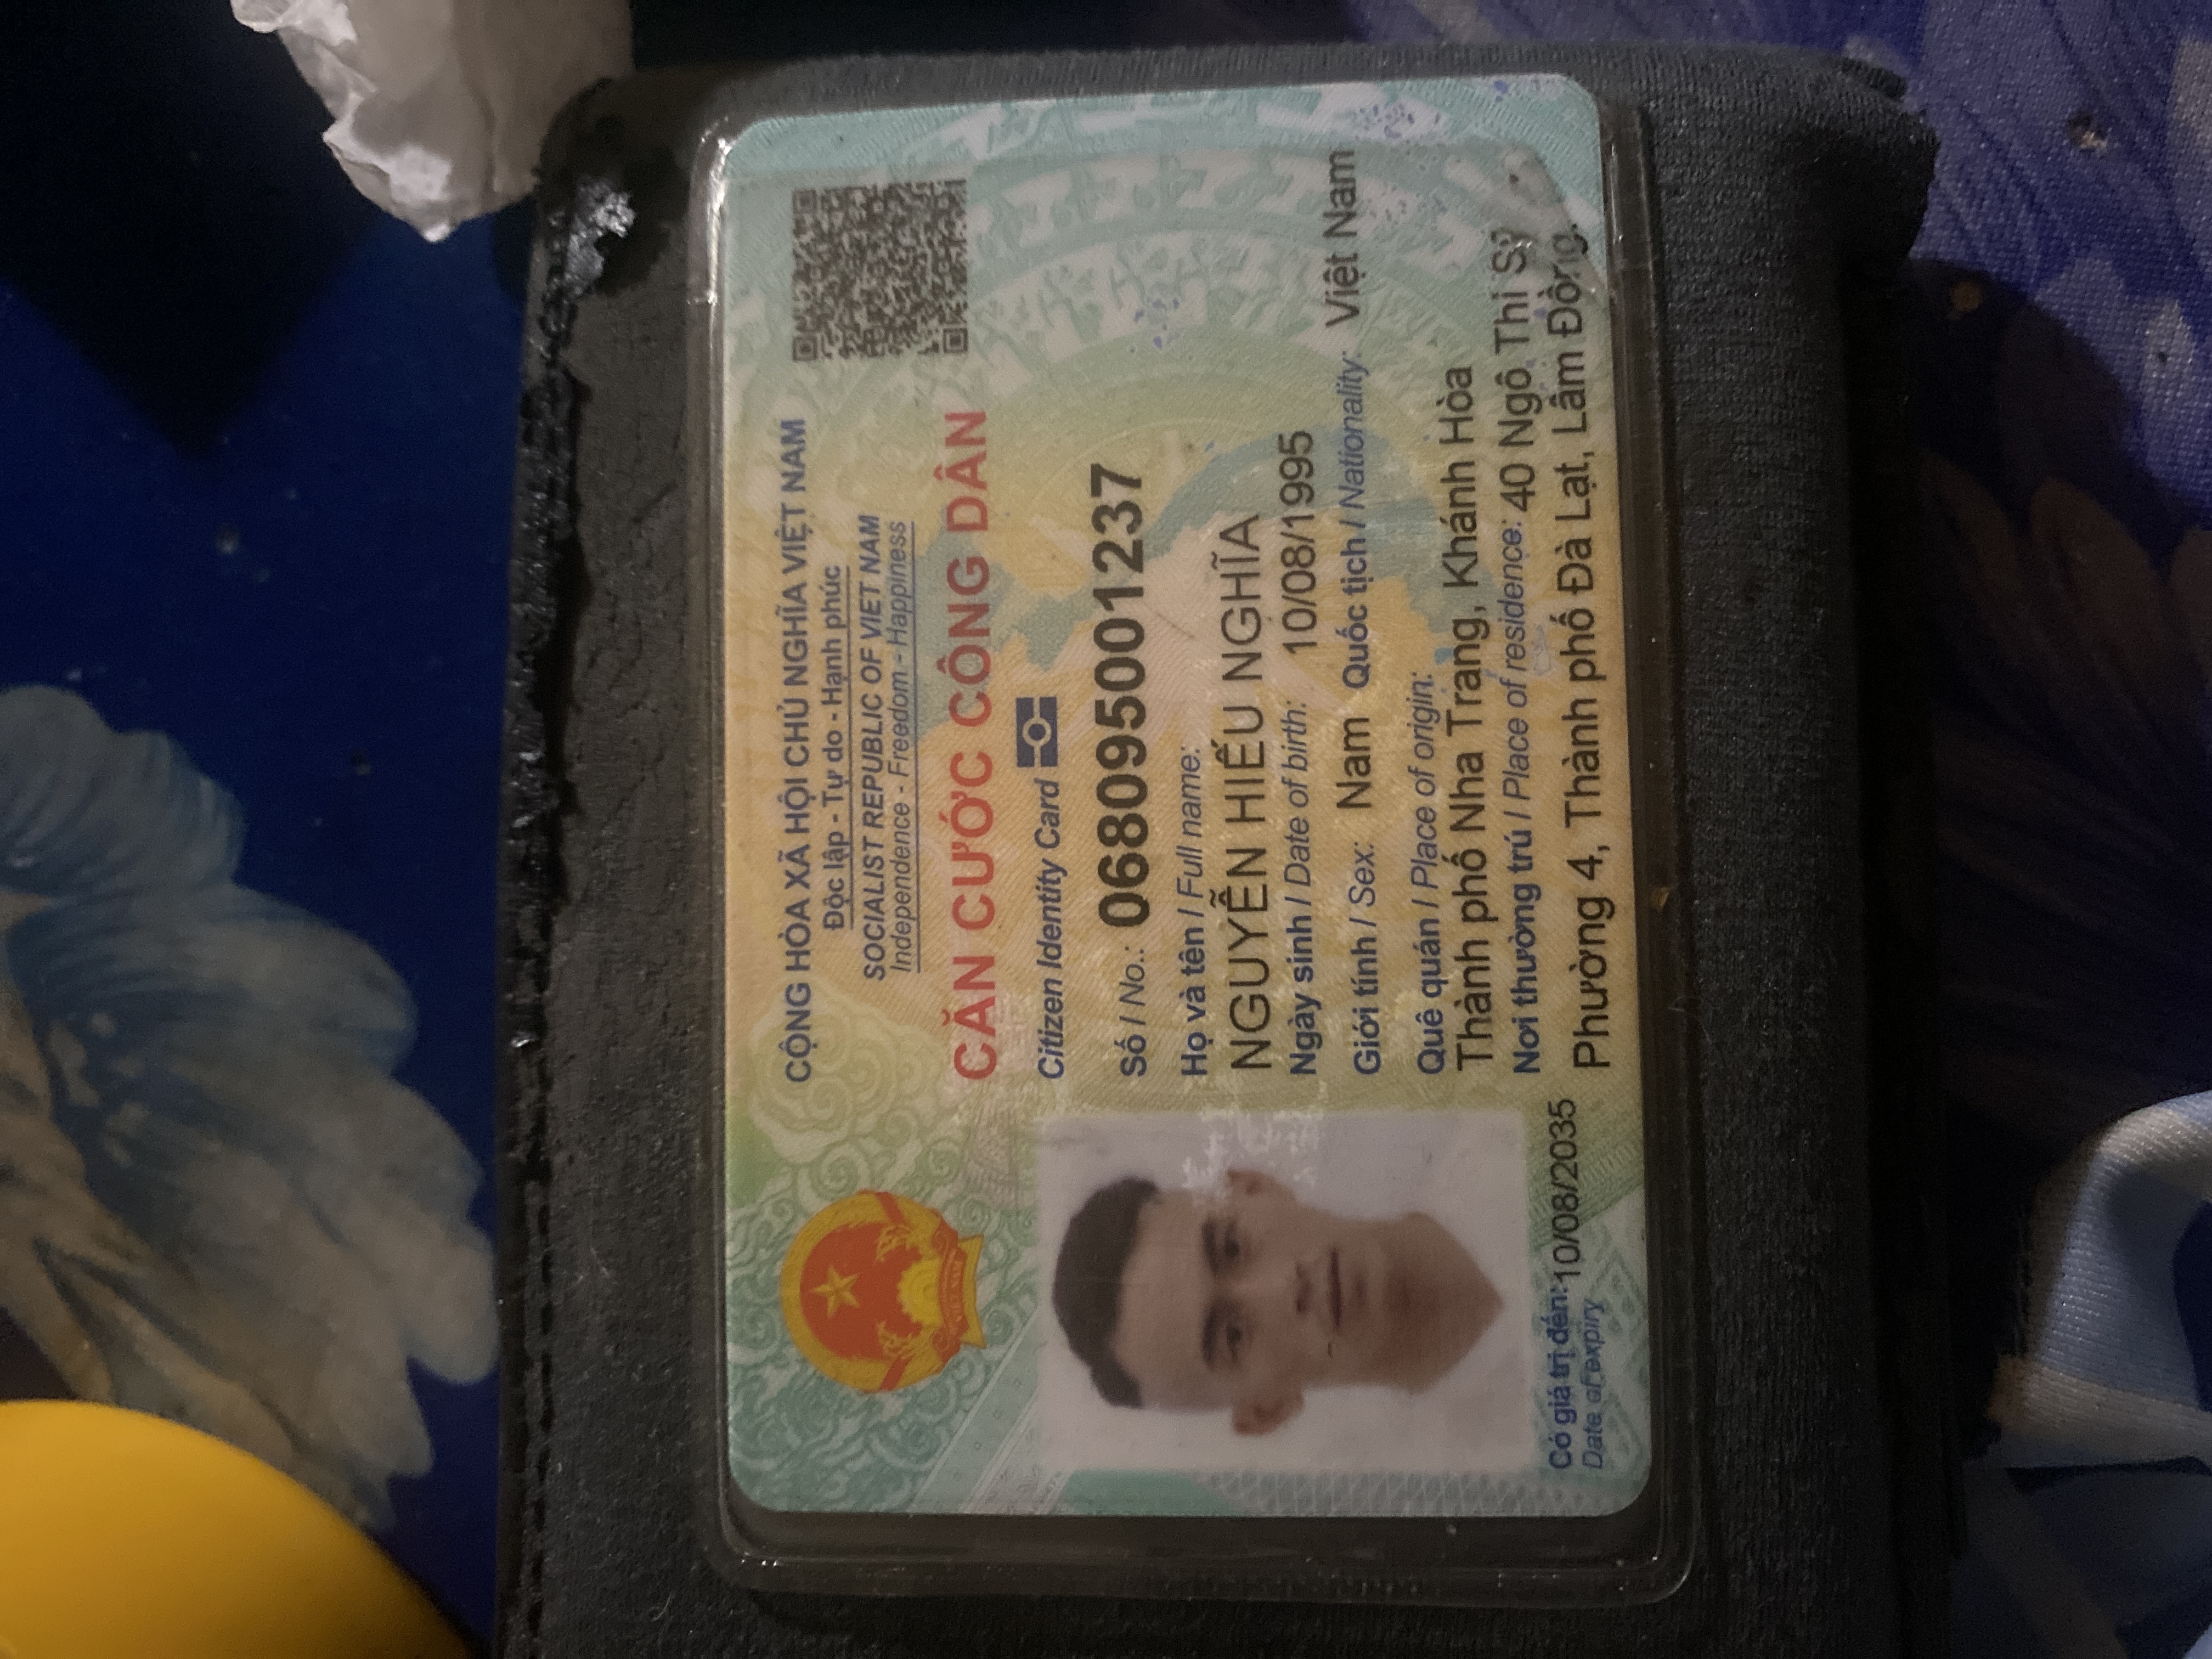 CỘNG HÒA XÃ HỘI CHỦ NGHĨA VIỆT NAM
Độc lập - Tự do - Hạnh phúc
SOCIALIST REPUBLIC OF VIET NAM
Independence - Freedom - Happiness
CĂN CƯỚC CÔNG DÂN
Citizen Identity Card
Số / No.: 068095001237
Họ và tên / Full name:
NGUYỄN HIẾU NGHĨA
Ngày sinh / Date of birth: 10/08/1995
Giới tính / Sex: Nam Quốc tịch / Nationality: Việt Nam
Quê quán / Place of origin:
Thành phố Nha Trang, Khánh Hòa
Nơi thường trú / Place of residence: 40 Ngô Thì Sỹ
Phường 4, Thành phố Đà Lạt, Lâm Đồng.
Có giá trị đến: 10/08/2035
Date of expiry